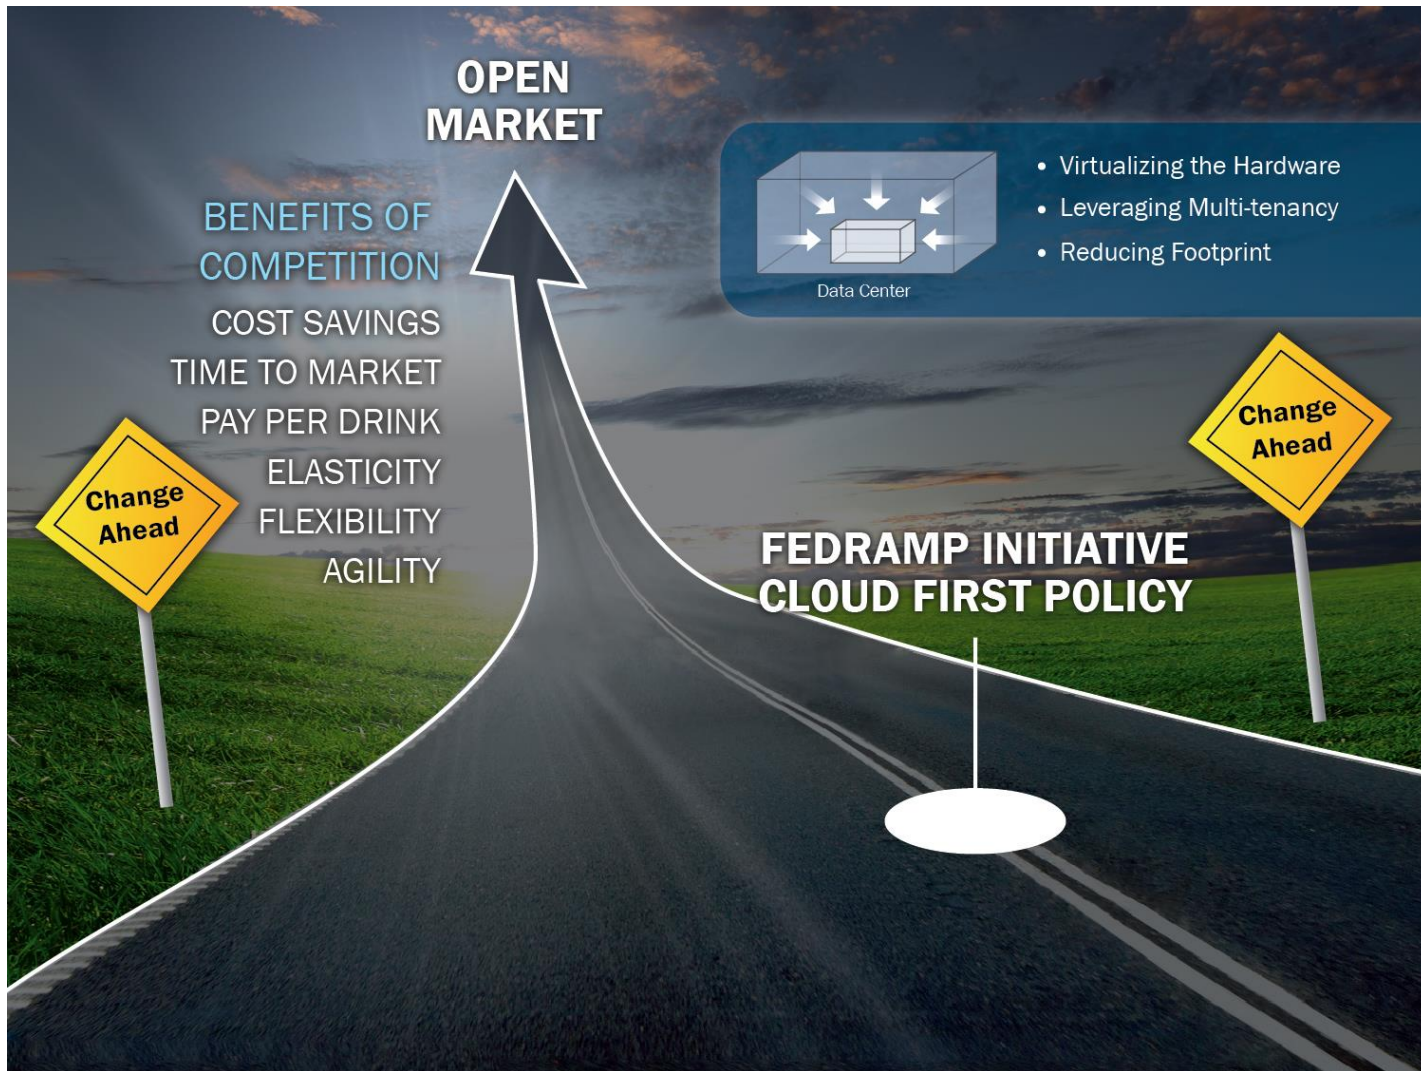 OPEN
MARKET
BENEFITS OF
COMPETITION
COST SAVINGS
TIME TO MARKET
PAY PER DRINK
ELASTICITY
FLEXIBILITY
AGILITY
• Virtualizing the Hardware
• Leveraging Multi-tenancy
• Reducing Footprint
Data Center
Change
Ahead
Change
Ahead
FEDRAMP INITIATIVE
CLOUD FIRST POLICY